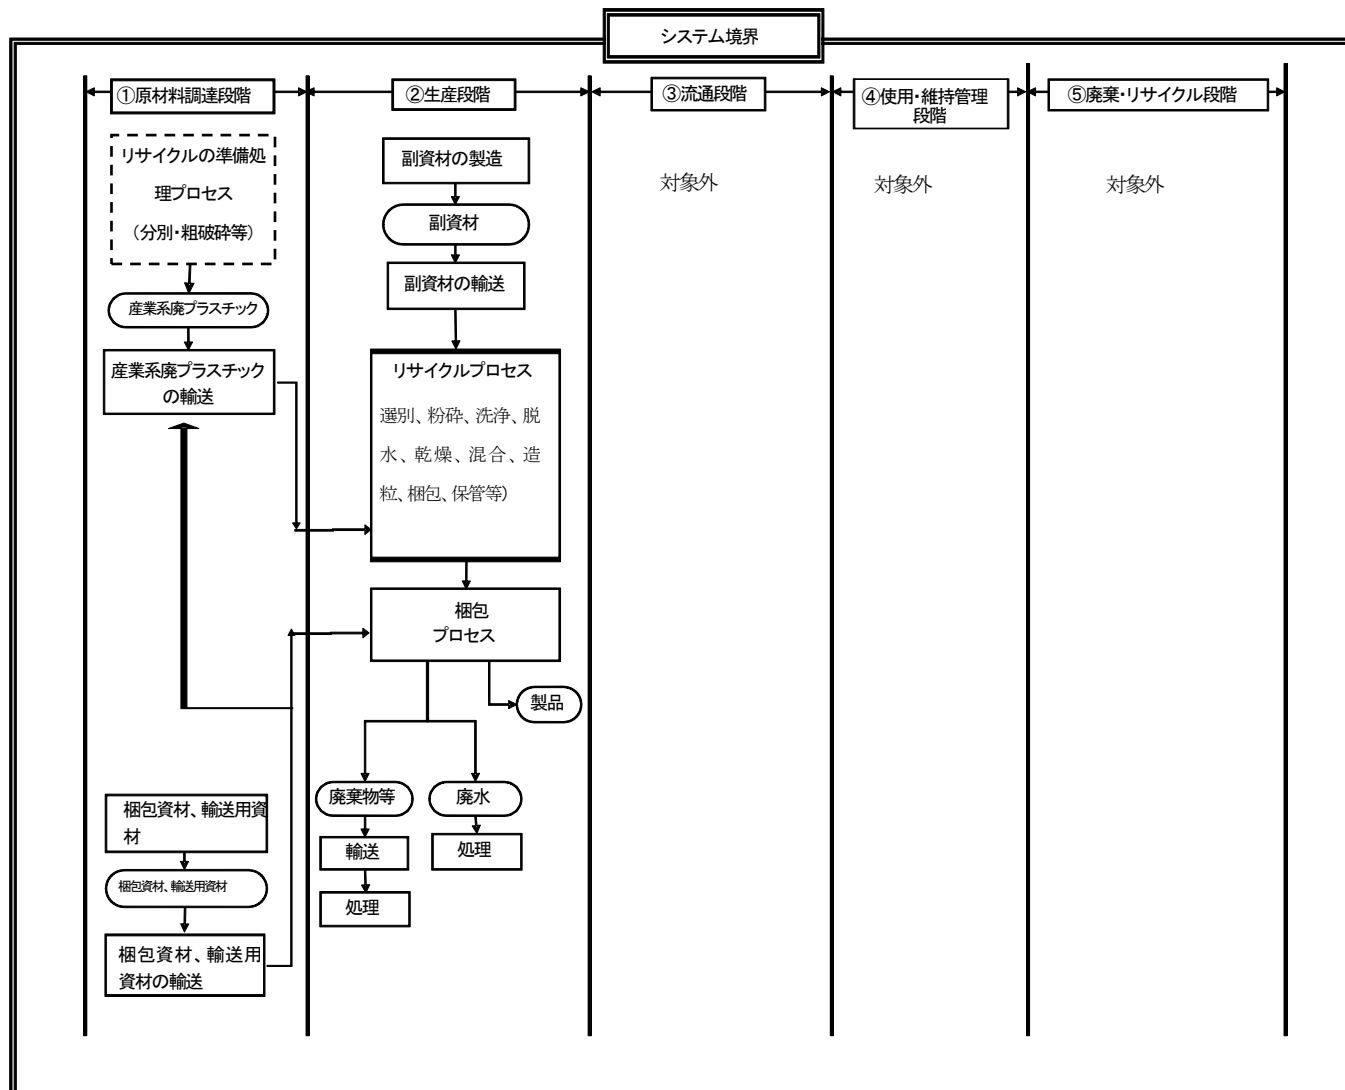 システム境界
①原材料調達段階
②生産段階
③流通段階
④使用・維持管理
段階
⑤廃棄・リサイクル段階
リサイクルの準備処
理プロセス
（分別・粗破砕等）
産業系廃プラスチック
産業系廃プラスチック
の輸送
梱包資材、輸送用資
材
梱包資材、輸送用資材
梱包資材、輸送用
資材の輸送
副資材の製造
副資材
副資材の輸送
リサイクルプロセス
選別、粉砕、洗浄、脱
水、乾燥、混合、造
粒、梱包、保管等）
梱包
プロセス
製品
廃棄物等
廃水
輸送
処理
処理
対象外
対象外
対象外